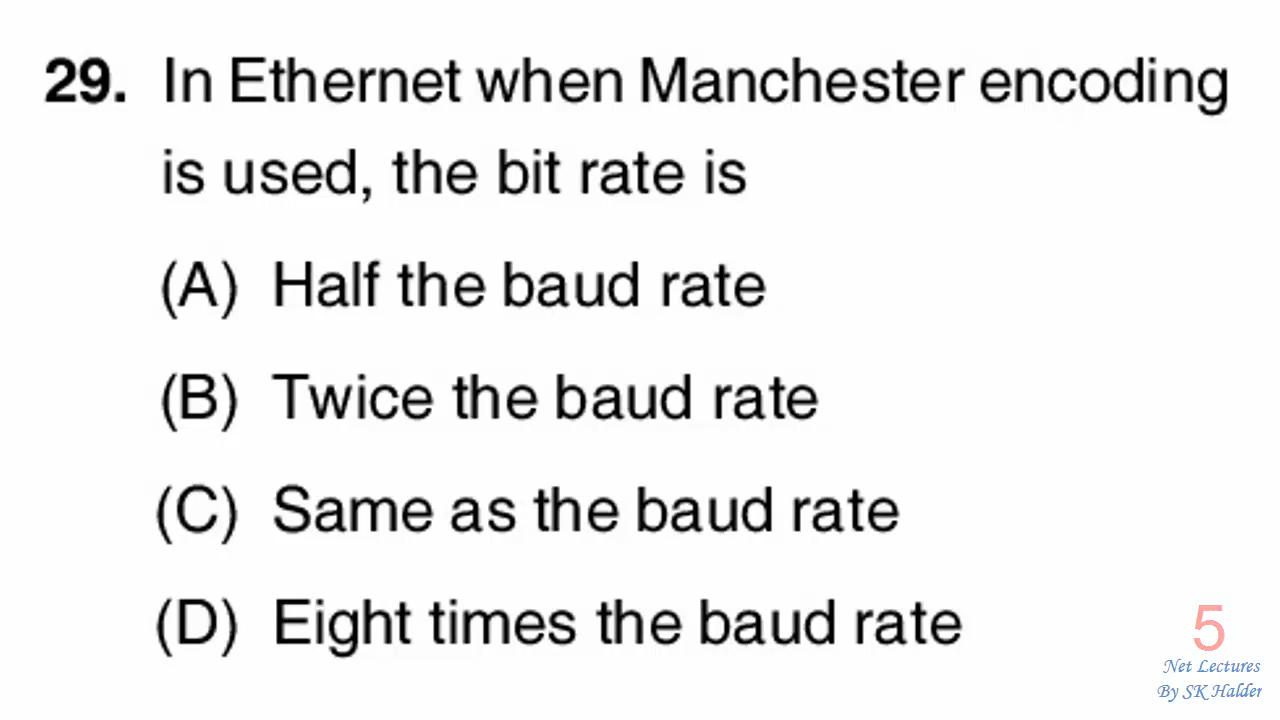 29. In Ethernet when Manchester encoding
is used, the bit rate is
(A) Half the baud rate
(B) Twice the baud rate
(C) Same as the baud rate
(D) Eight times the baud rate
5
Net Lectures
By SK Halder